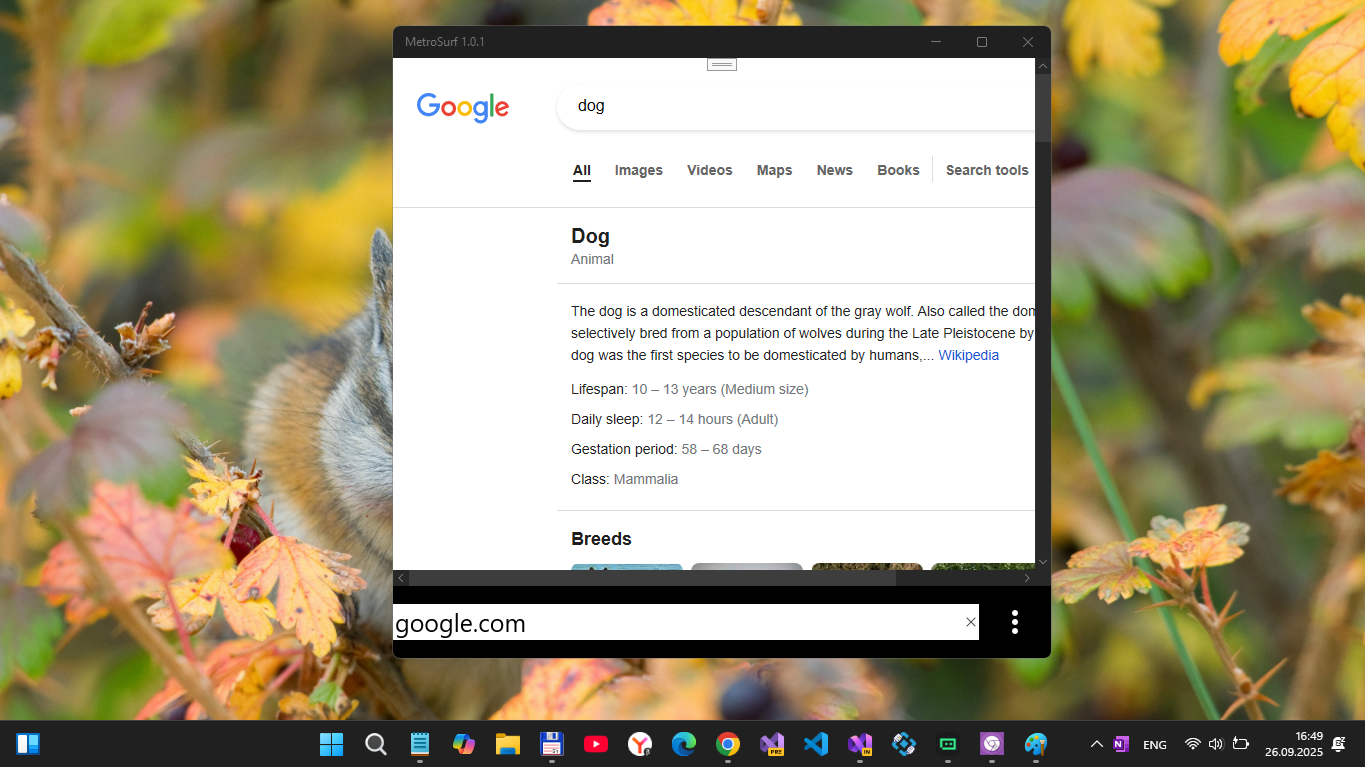 MetroSurf 1.0.1
Google
dog
All Images Videos Maps News Books Search tools
Dog
Animal
The dog is a domesticated descendant of the gray wolf. Also called the dom
selectively bred from a population of wolves during the Late Pleistocene by
dog was the first species to be domesticated by humans,... Wikipedia
Lifespan: 10 – 13 years (Medium size)
Daily sleep: 12 – 14 hours (Adult)
Gestation period: 58 – 68 days
Class: Mammalia
Breeds
google.com
PRE
IN
N
ENG
16:49
26.09.2025